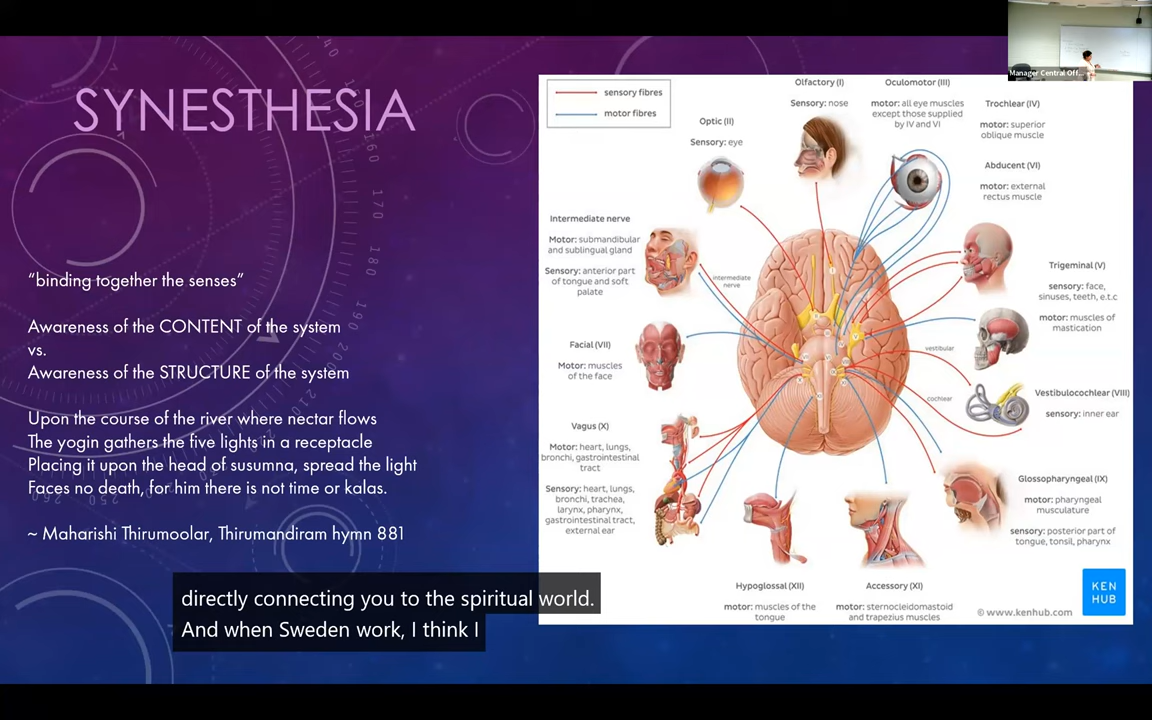 Manager Central Off...
SYNESTHESIA
"binding together the senses"
Awareness of the CONTENT of the system
vs.
Awareness of the STRUCTURE of the system
Upon the course of the river where nectar flows
The yogin gathers the five lights in a receptacle
Placing it upon the head of susumna, spread the light
Faces no death, for him there is not time or kalas.
~ Maharishi Thirumoolar, Thirumandiram hymn 881
sensory fibres
motor fibres
Olfactory (I)
Sensory: nose
Oculomotor (III)
motor: all eye muscles
except those supplied
by IV and VI
Trochlear (IV)
motor: superior
oblique muscle
Optic (II)
Sensory: eye
Abducent (VI)
motor: external
rectus muscle
Intermediate nerve
Motor: submandibular
and sublingual gland
Sensory: anterior part
of tongue and soft
palate
intermediate
nerve
Trigeminal (V)
sensory: face,
sinuses, teeth, e.t.c
motor: muscles of
mastication
Facial (VII)
Motor: muscles
of the face
vestibular
cochlear
Vestibulocochlear (VIII)
sensory: inner ear
Vagus (X)
Motor: heart, lungs,
bronchi, gastrointestinal
tract
Sensory: heart, lungs,
bronchi, trachea,
larynx, pharynx,
gastrointestinal tract,
external ear
Glossopharyngeal (IX)
motor: pharyngeal
musculature
sensory: posterior part of
tongue, tonsil, pharynx
Hypoglossal (XII)
motor: muscles of the
tongue
Accessory (XI)
motor: sternocleidomastoid
and trapezius muscles
KEN
HUB
© www.kenhub.com
directly connecting you to the spiritual world.
And when Sweden work, I think I
140
160
170
180
190
200
210